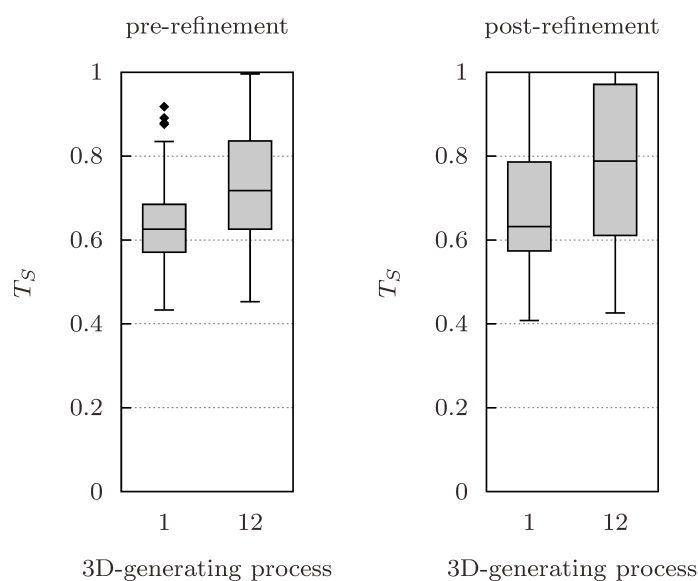 pre-refinement
1
0.8
0.6
0.4
0.2
0
T_S
1 12
3D-generating process
post-refinement
1
0.8
0.6
0.4
0.2
0
T_S
1 12
3D-generating process